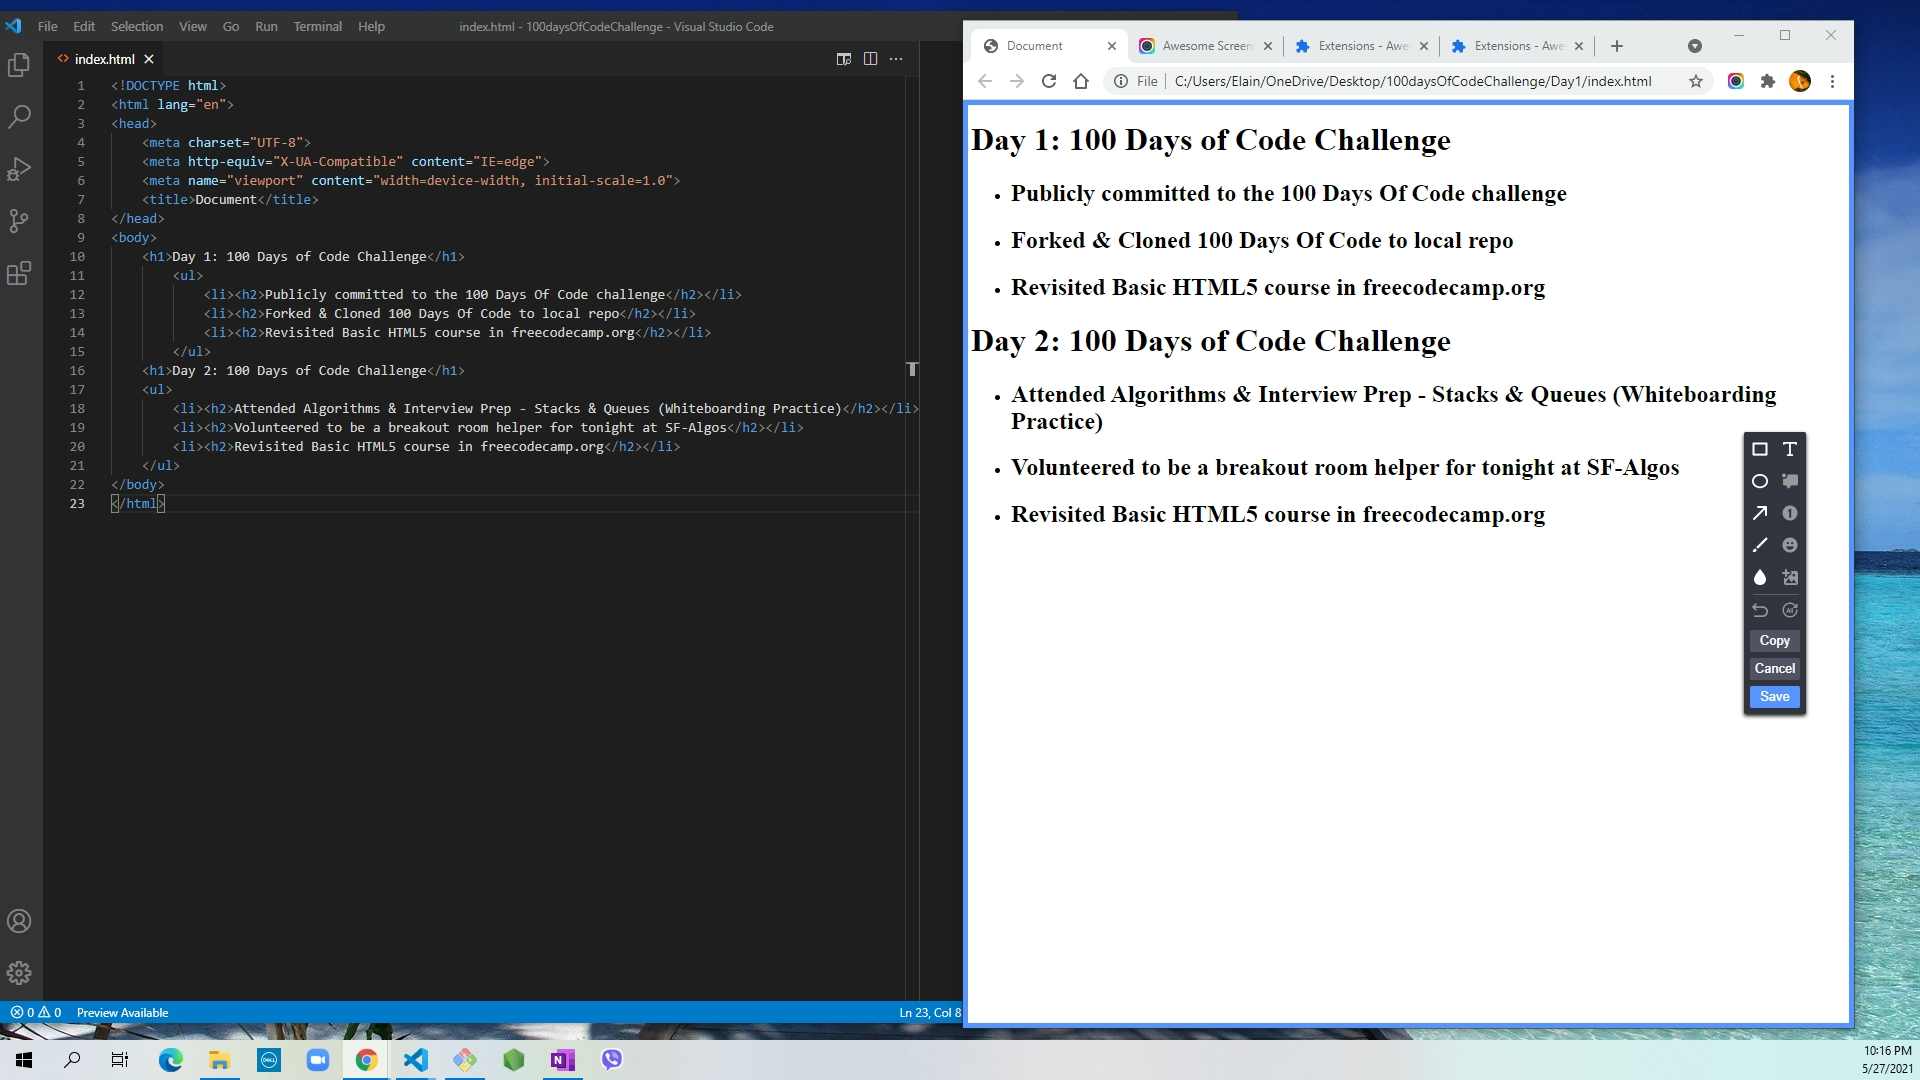 File Edit Selection View Go Run Terminal Help
index.html - 100daysOfCodeChallenge - Visual Studio Code
index.html
1 <!DOCTYPE html>
2 <html lang="en">
3 <head>
4 <meta charset="UTF-8">
5 <meta http-equiv="X-UA-Compatible" content="IE=edge">
6 <meta name="viewport" content="width=device-width, initial-scale=1.0">
7 <title>Document</title>
8 </head>
9 <body>
10 <h1>Day 1: 100 Days of Code Challenge</h1>
11 <ul>
12 <li><h2>Publicly committed to the 100 Days Of Code challenge</h2></li>
13 <li><h2>Forked & Cloned 100 Days Of Code to local repo</h2></li>
14 <li><h2>Revisited Basic HTML5 course in freecodecamp.org</h2></li>
15 </ul>
16 <h1>Day 2: 100 Days of Code Challenge</h1>
17 <ul>
18 <li><h2>Attended Algorithms & Interview Prep - Stacks & Queues (Whiteboarding Practice)</h2></li>
19 <li><h2>Volunteered to be a breakout room helper for tonight at SF-Algos</h2></li>
20 <li><h2>Revisited Basic HTML5 course in freecodecamp.org</h2></li>
21 </ul>
22 </body>
23 </html>
0 0 Preview Available
Ln 23, Col 8
Document
Awesome Screen
Extensions - Awe
Extensions - Awe
File C:/Users/Elain/OneDrive/Desktop/100daysOfCodeChallenge/Day1/index.html
Day 1: 100 Days of Code Challenge
• Publicly committed to the 100 Days Of Code challenge
• Forked & Cloned 100 Days Of Code to local repo
• Revisited Basic HTML5 course in freecodecamp.org
Day 2: 100 Days of Code Challenge
• Attended Algorithms & Interview Prep - Stacks & Queues (Whiteboarding
Practice)
• Volunteered to be a breakout room helper for tonight at SF-Algos
• Revisited Basic HTML5 course in freecodecamp.org
T
1
All
Copy
Cancel
Save
DELL
N
10:16 PM
5/27/2021